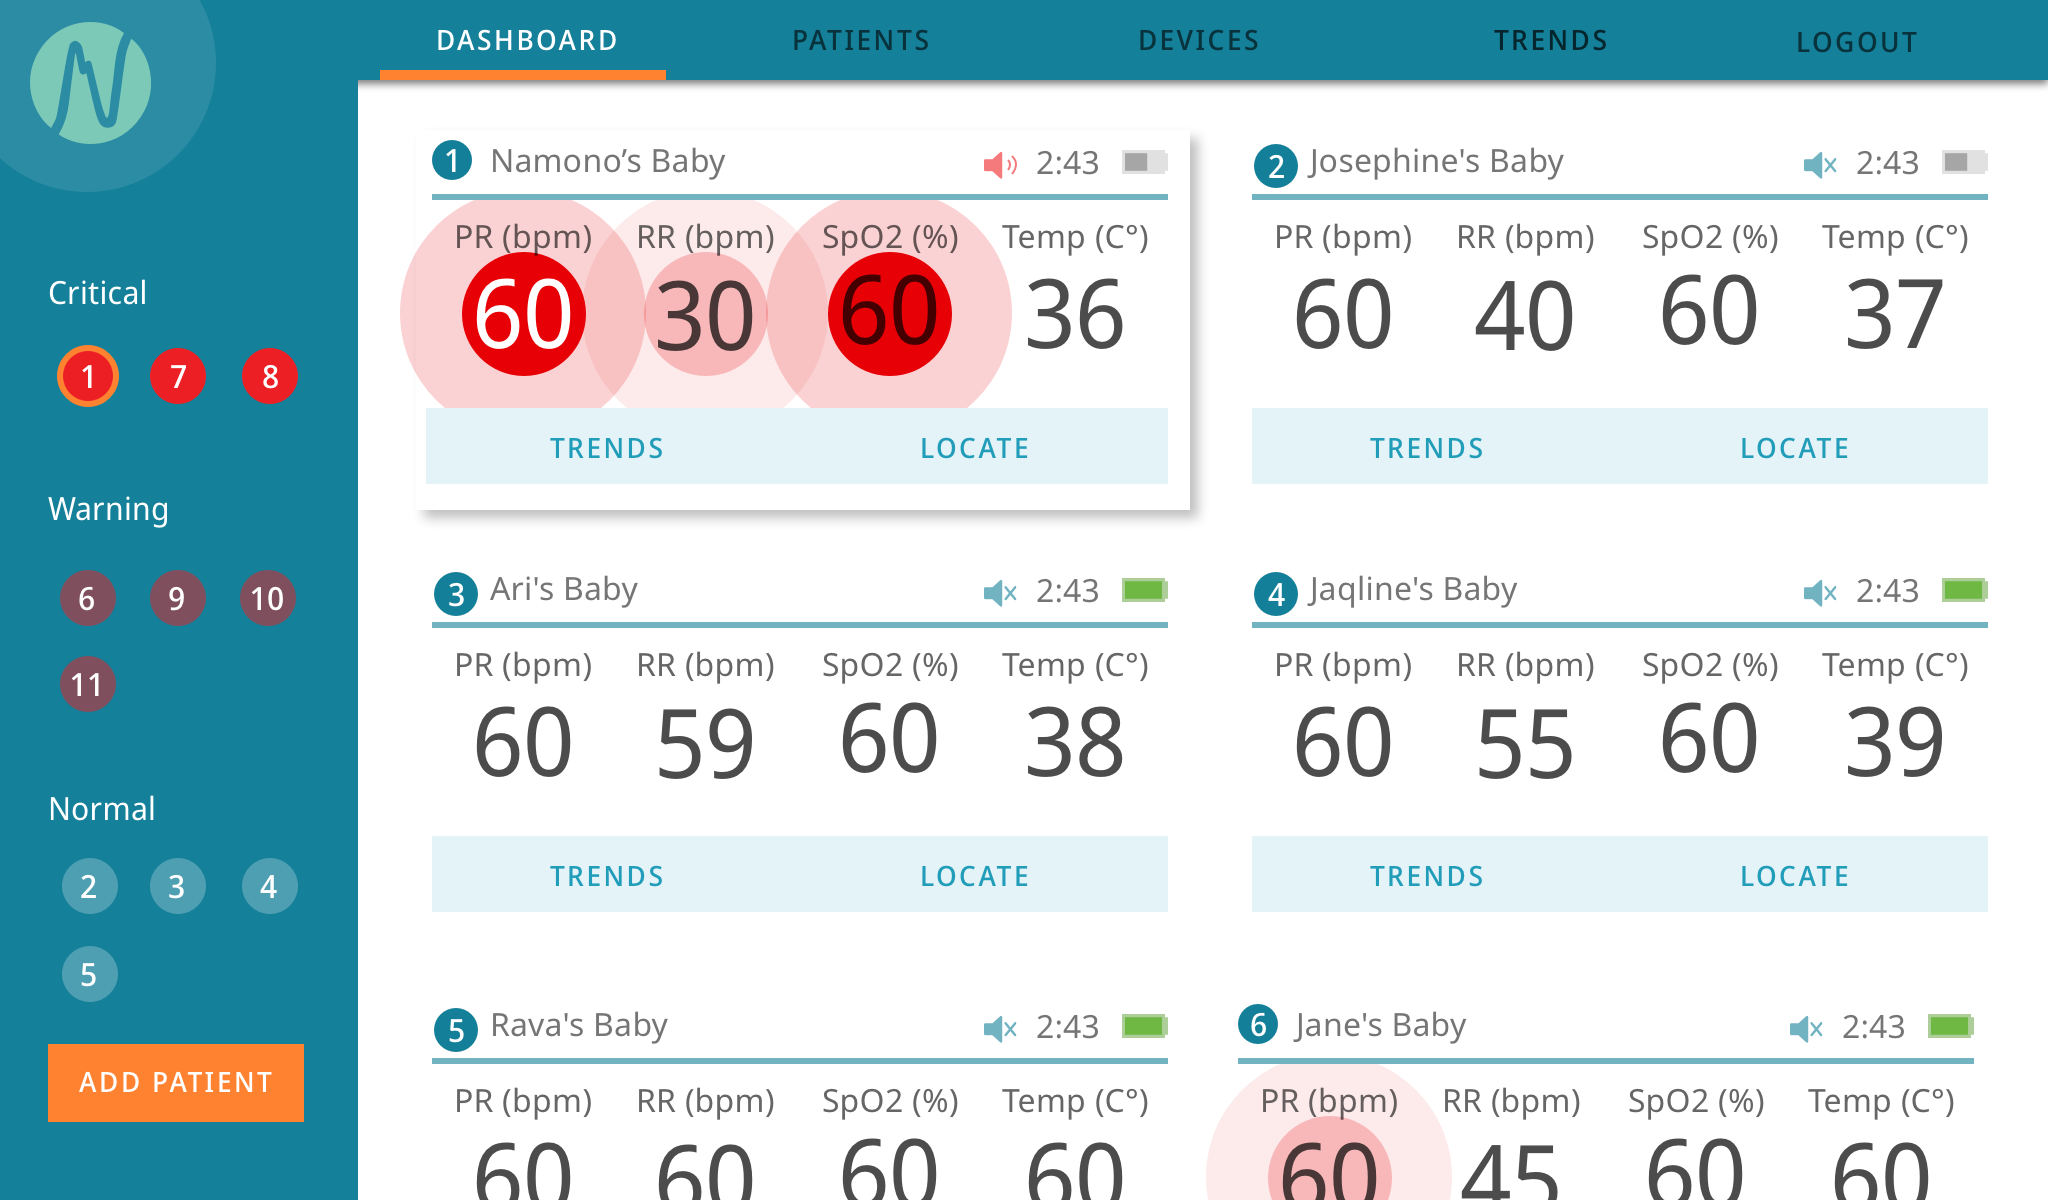 DASHBOARD
PATIENTS
DEVICES
TRENDS
LOGOUT
Critical
1
7
8
Warning
6
9
10
11
Normal
2
3
4
5
ADD PATIENT
1 Namono’s Baby 2:43
PR (bpm) RR (bpm) SpO2 (%) Temp (C°)
60 30 60 36
TRENDS LOCATE
2 Josephine's Baby 2:43
PR (bpm) RR (bpm) SpO2 (%) Temp (C°)
60 40 60 37
TRENDS LOCATE
3 Ari's Baby 2:43
PR (bpm) RR (bpm) SpO2 (%) Temp (C°)
60 59 60 38
TRENDS LOCATE
4 Jaqline's Baby 2:43
PR (bpm) RR (bpm) SpO2 (%) Temp (C°)
60 55 60 39
TRENDS LOCATE
5 Rava's Baby 2:43
PR (bpm) RR (bpm) SpO2 (%) Temp (C°)
60 60 60 60
6 Jane's Baby 2:43
PR (bpm) RR (bpm) SpO2 (%) Temp (C°)
60 45 60 60